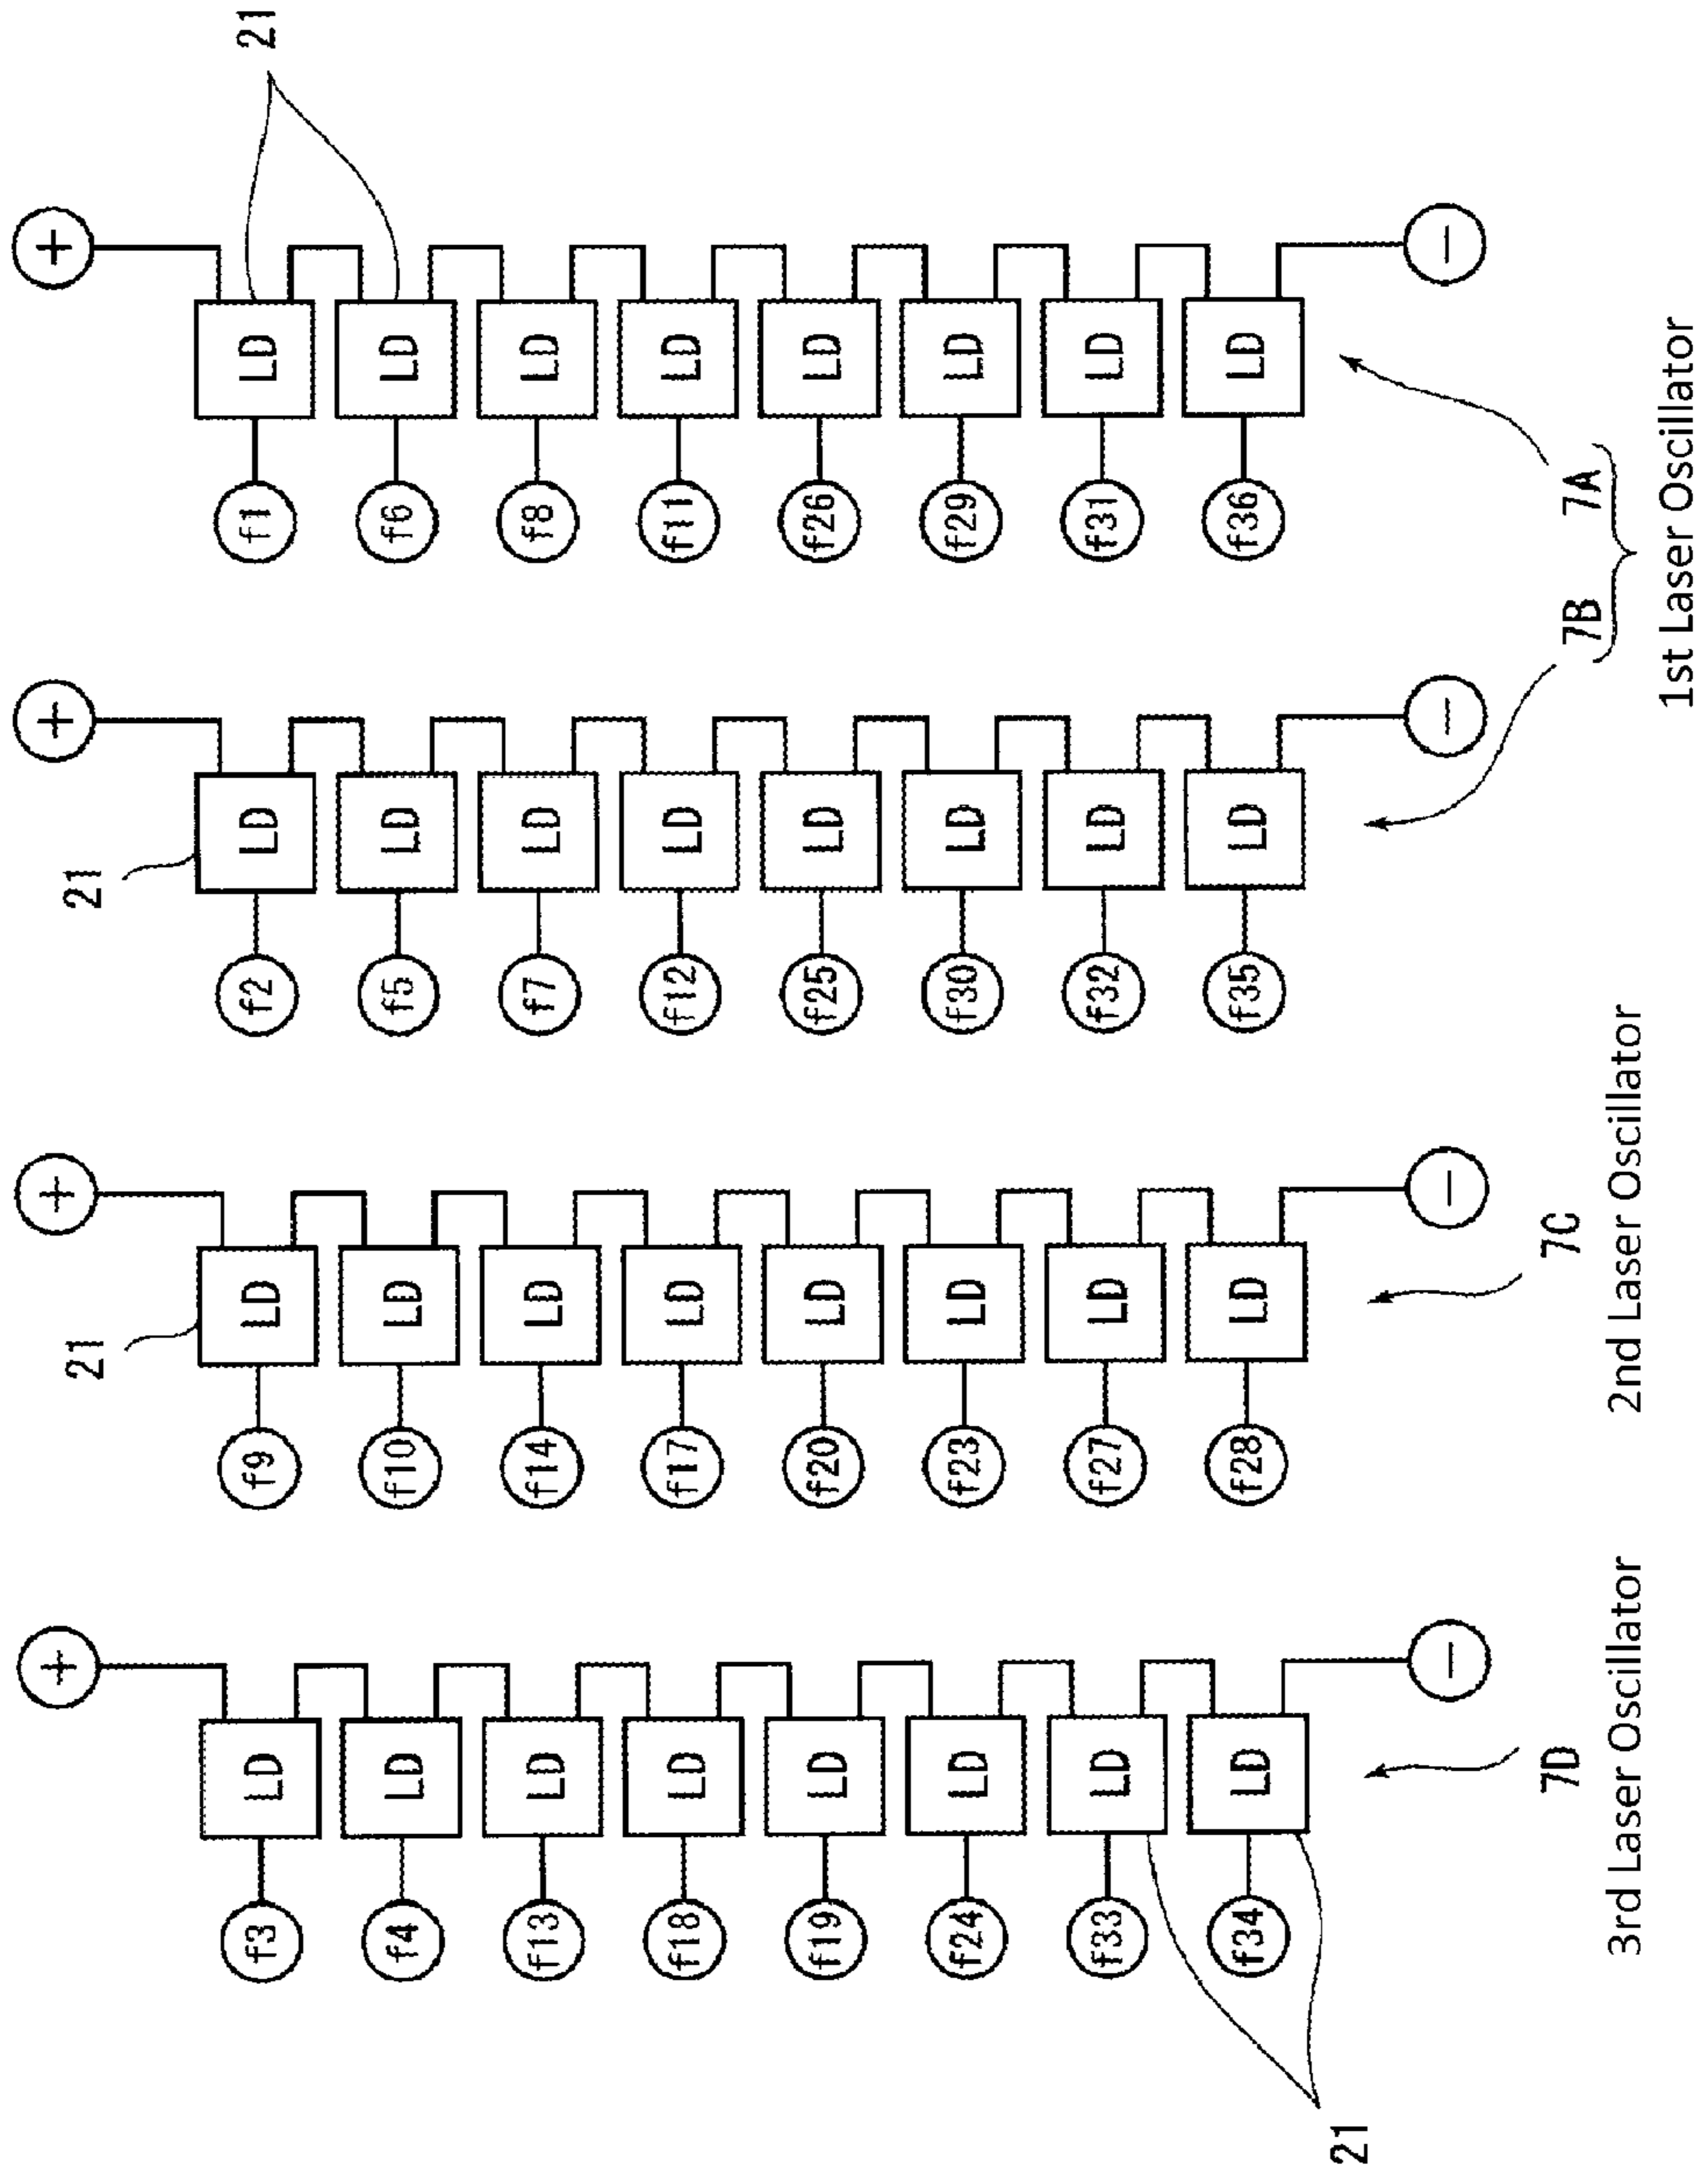 21
+
LD LD LD LD LD LD LD LD
f1 f6 f8 f11 f26 f29 f31 f36
−
7A
+
21
LD LD LD LD LD LD LD LD
f2 f5 f7 f12 f25 f30 f32 f35
−
7B
1st Laser Oscillator
+
21
LD LD LD LD LD LD LD LD
f9 f10 f14 f17 f20 f23 f27 f28
−
7C
2nd Laser Oscillator
+
LD LD LD LD LD LD LD LD
f3 f4 f13 f18 f19 f24 f33 f34
−
7D
3rd Laser Oscillator
21